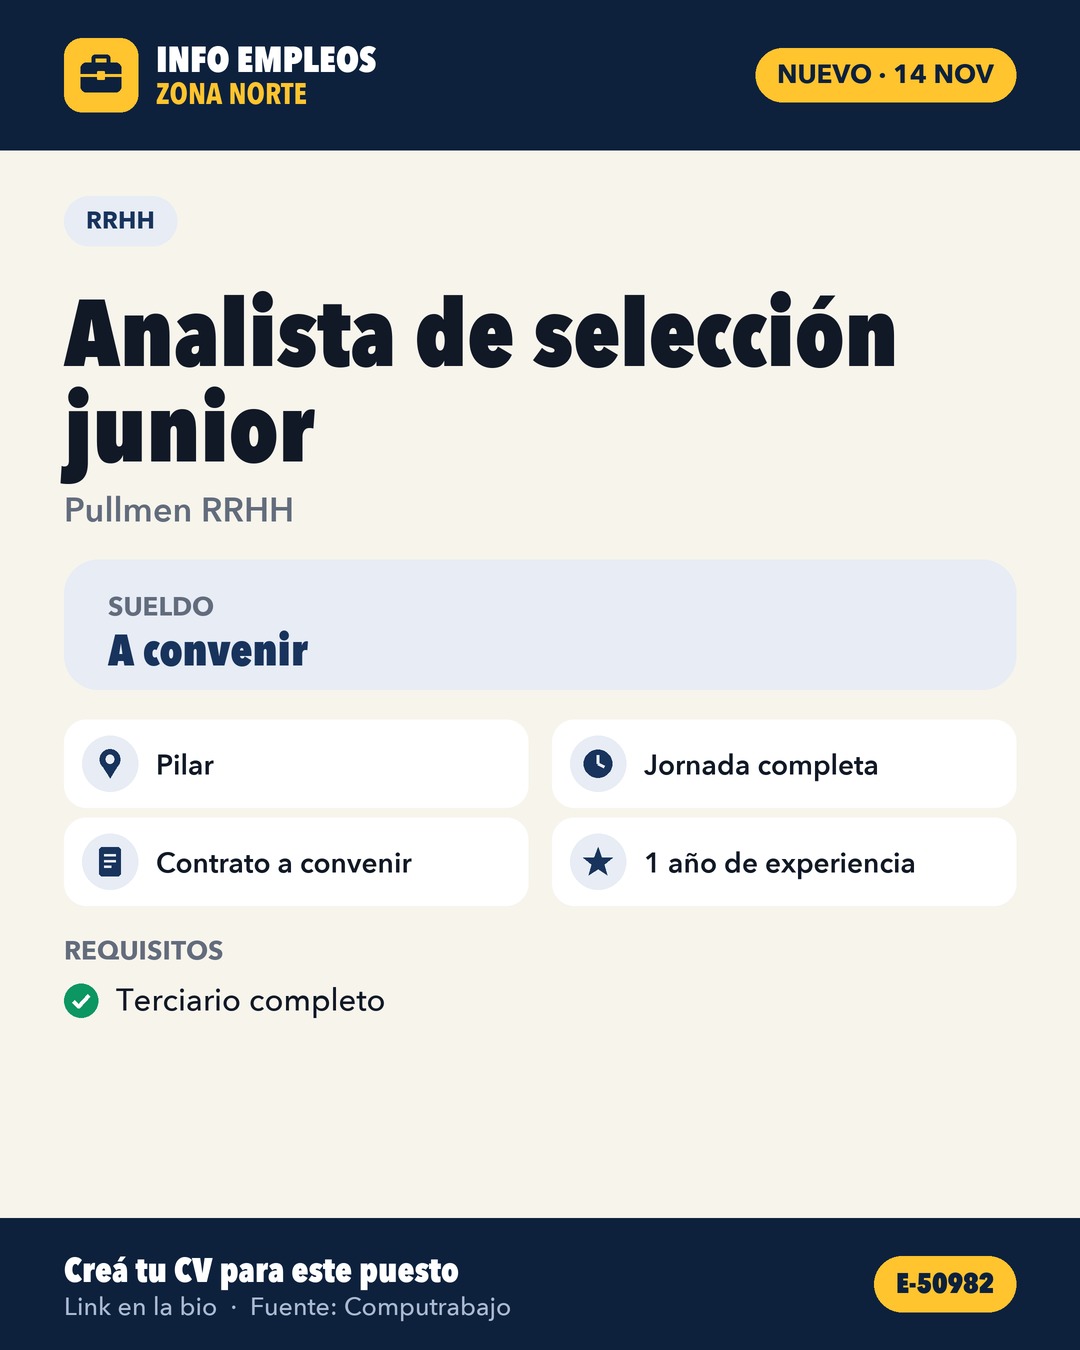 INFO EMPLEOS
ZONA NORTE
NUEVO · 14 NOV
RRHH
Analista de selección
junior
Pullmen RRHH
SUELDO
A convenir
Pilar
Jornada completa
Contrato a convenir
1 año de experiencia
REQUISITOS
Terciario completo
Creá tu CV para este puesto
Link en la bio · Fuente: Computrabajo
E-50982